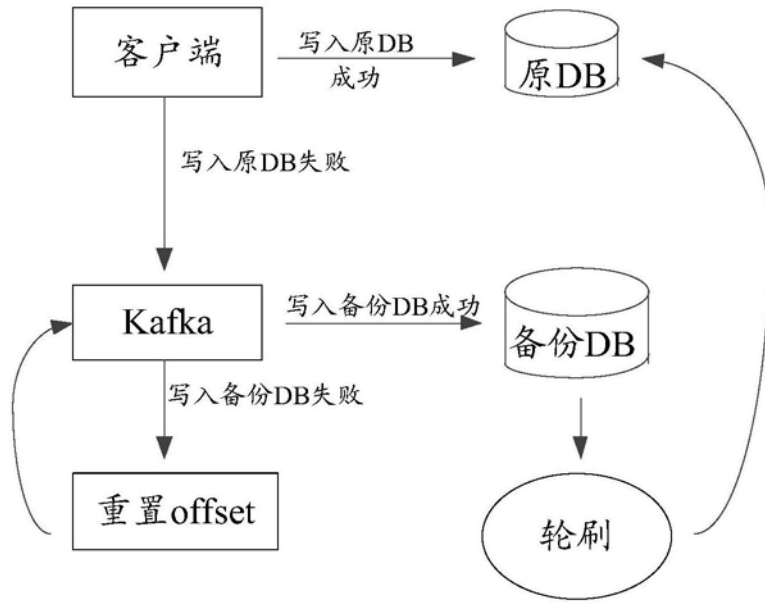 客户端
写入原DB
成功
原DB
写入原DB失败
Kafka
写入备份DB成功
备份DB
写入备份DB失败
重置offset
轮刷